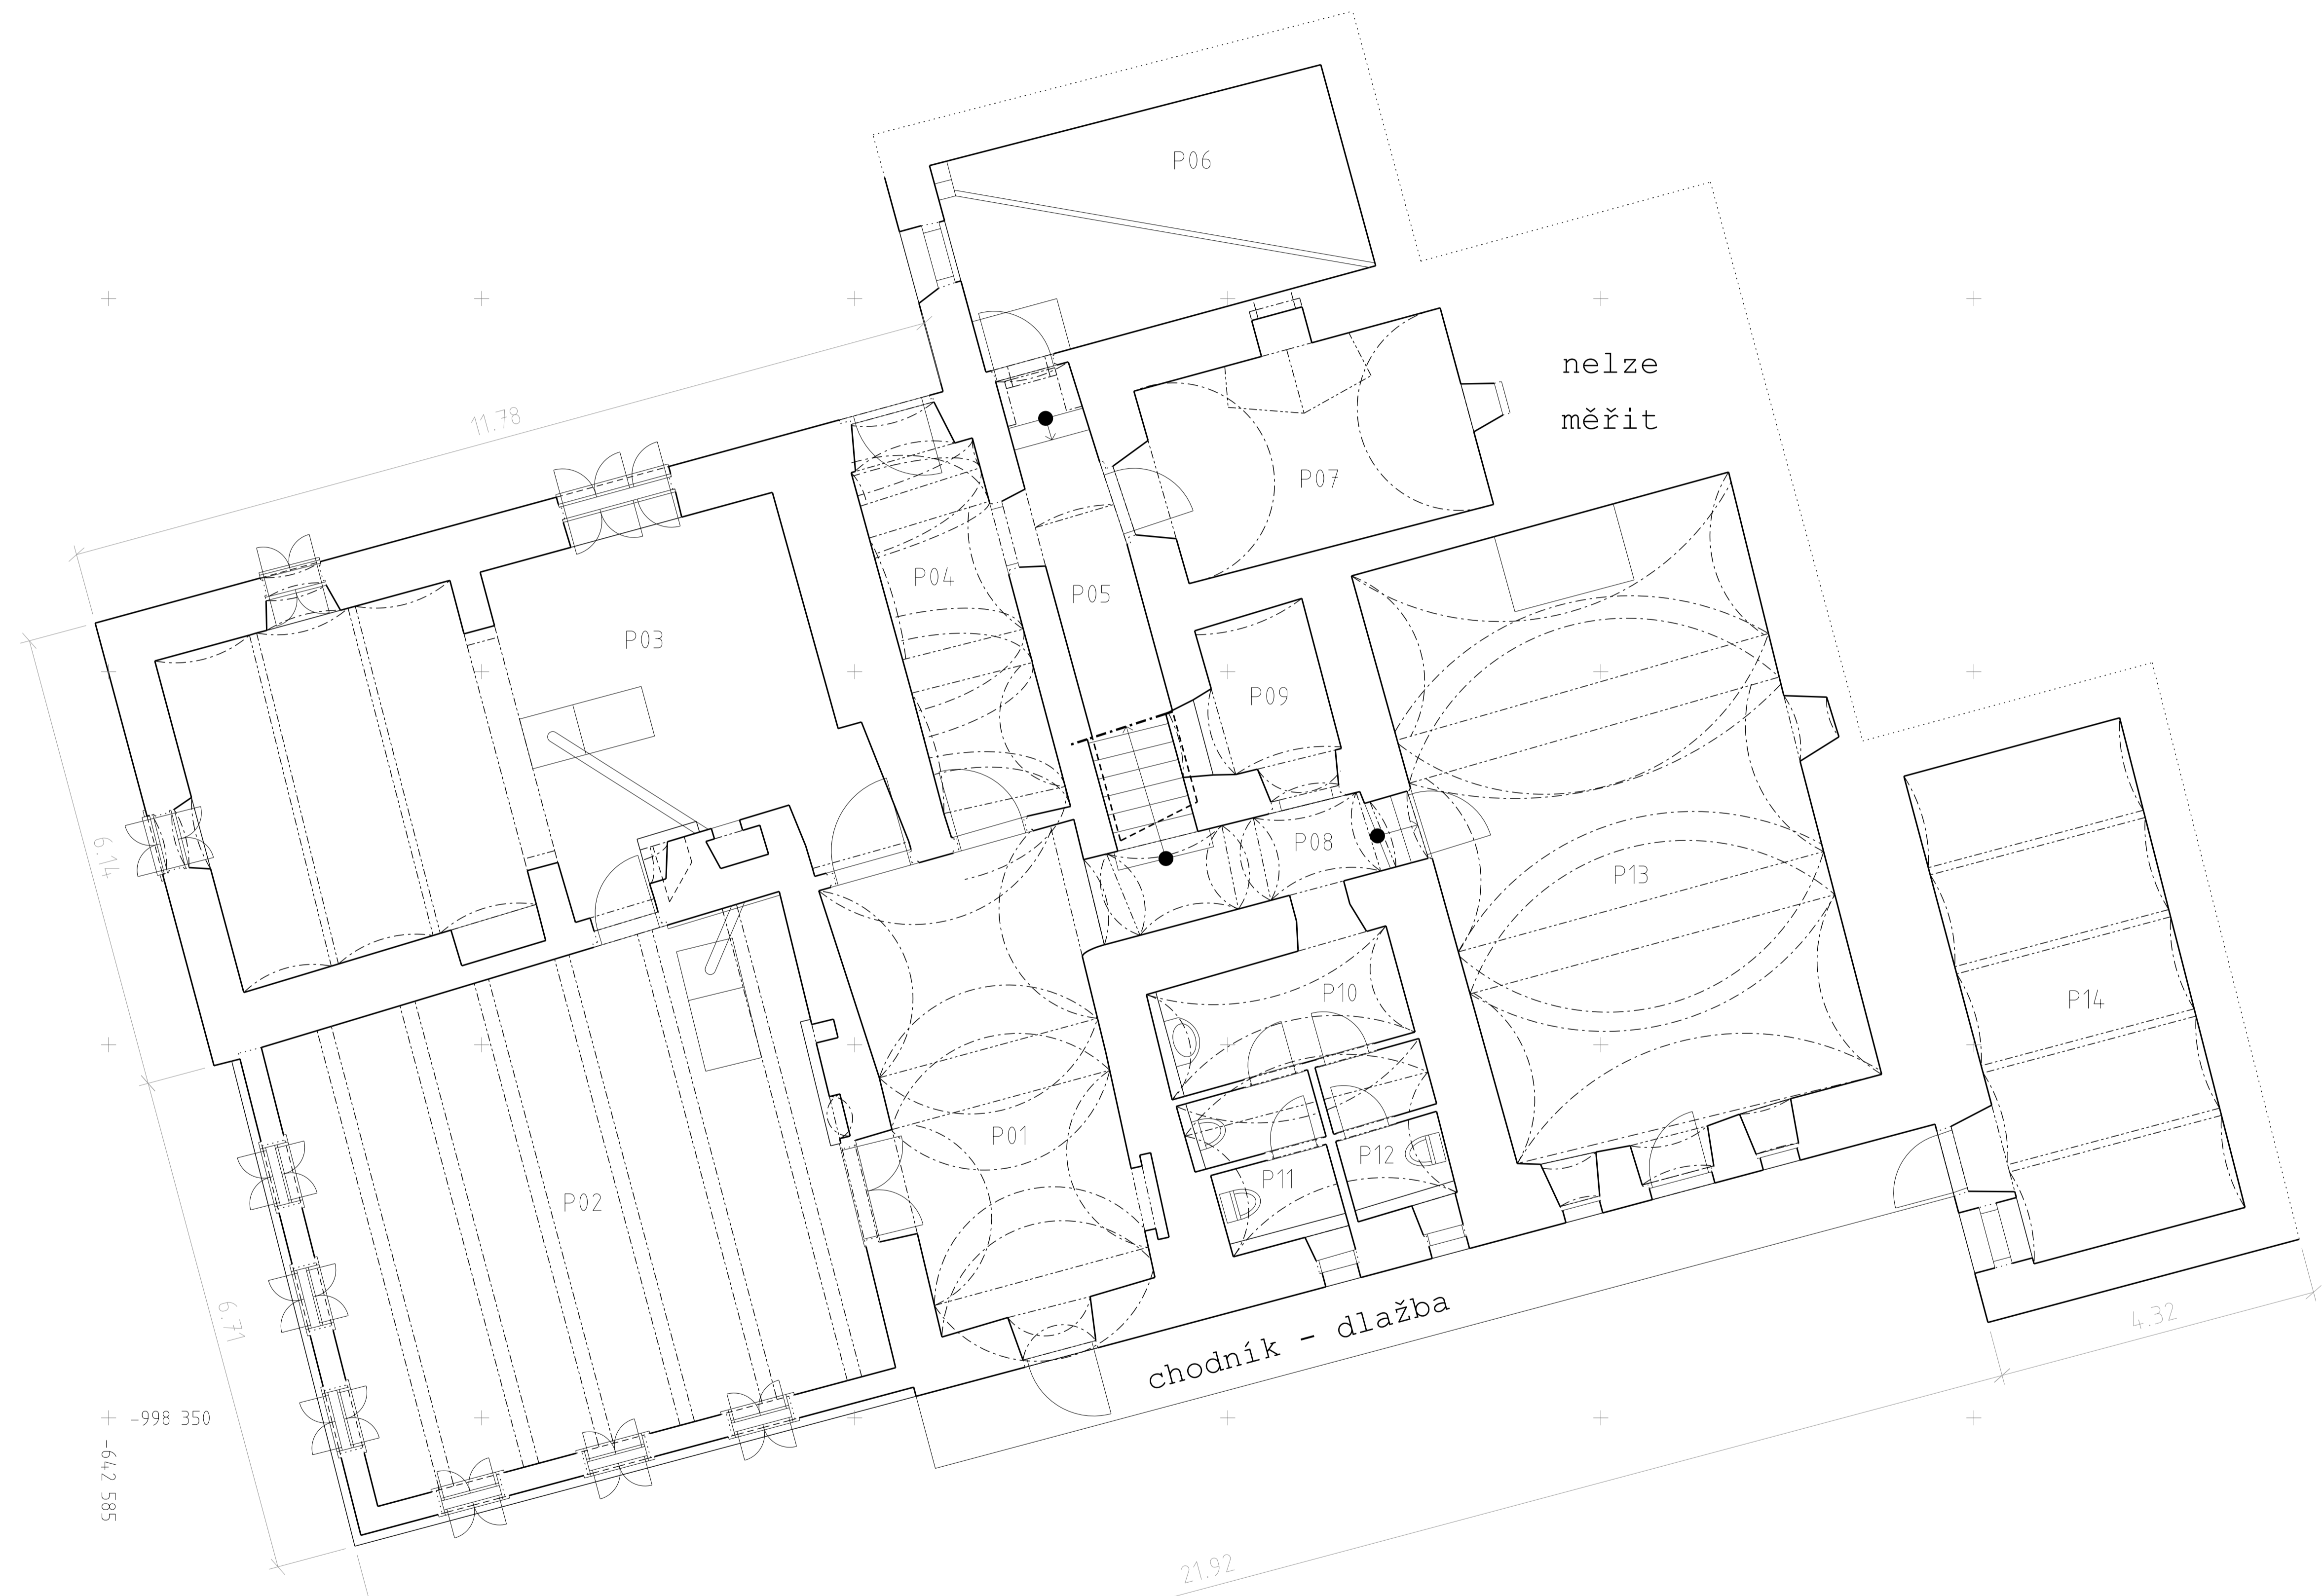 P06
nelze
měřit
11.78
P07
P04
P05
P03
P09
P08
6.14
P13
P10
P14
P01
P12
P11
P02
6.71
chodník - dlažba
4.32
-998 350
-642 585
21.92